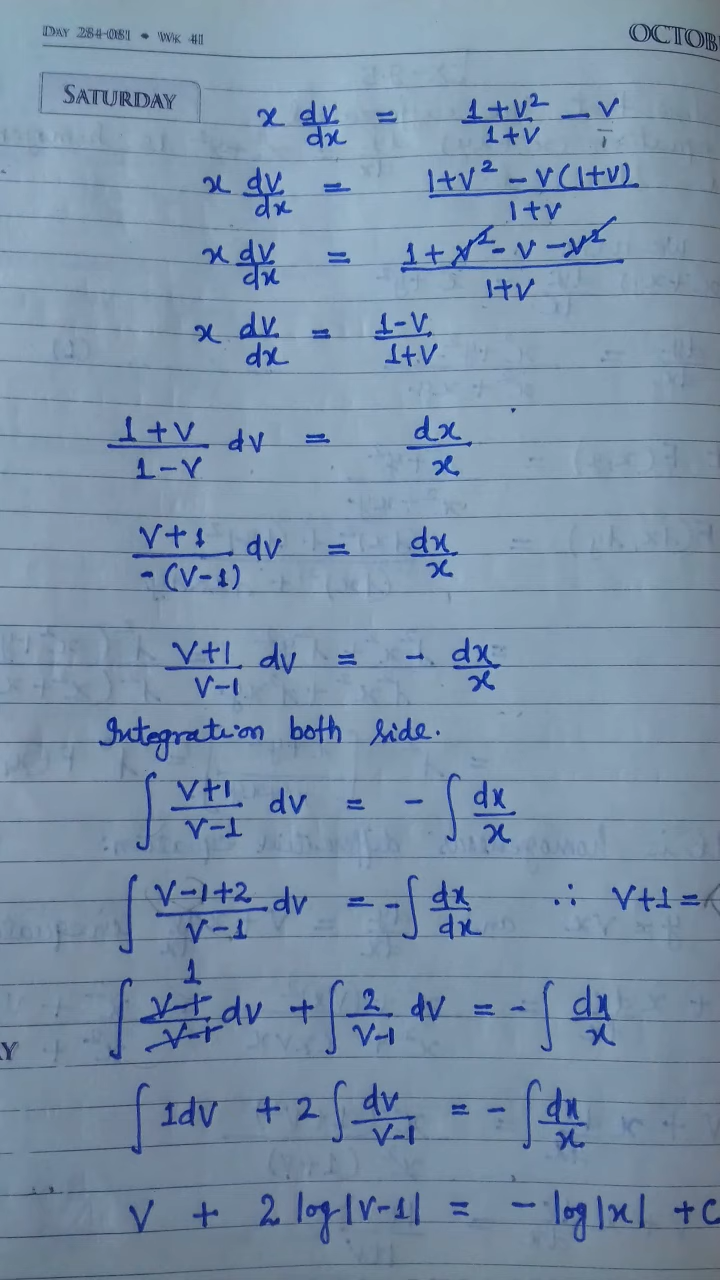 DAY 284-081 • WK 41
OCTOB
SATURDAY
x dv/dx = (1+v²)/(1+v) - v/1
x dv/dx = (1+v² - v(1+v))/(1+v)
x dv/dx = (1 + v² - v - v²)/(1+v)
x dv/dx = (1-v)/(1+v)
(1+v)/(1-v) dv = dx/x
(v+1)/(-(v-1)) dv = dx/x
(v+1)/(v-1) dv = - dx/x
Integration both side.
∫ (v+1)/(v-1) dv = - ∫ dx/x
∫ (v-1+2)/(v-1) dv = - ∫ dx/dx ∴ v+1 =
1
∫ (v-1)/(v-1) dv + ∫ 2/(v-1) dv = - ∫ dx/x
Y
∫ 1dv + 2 ∫ dv/(v-1) = - ∫ dx/x
v + 2 log|v-1| = - log|x| + c